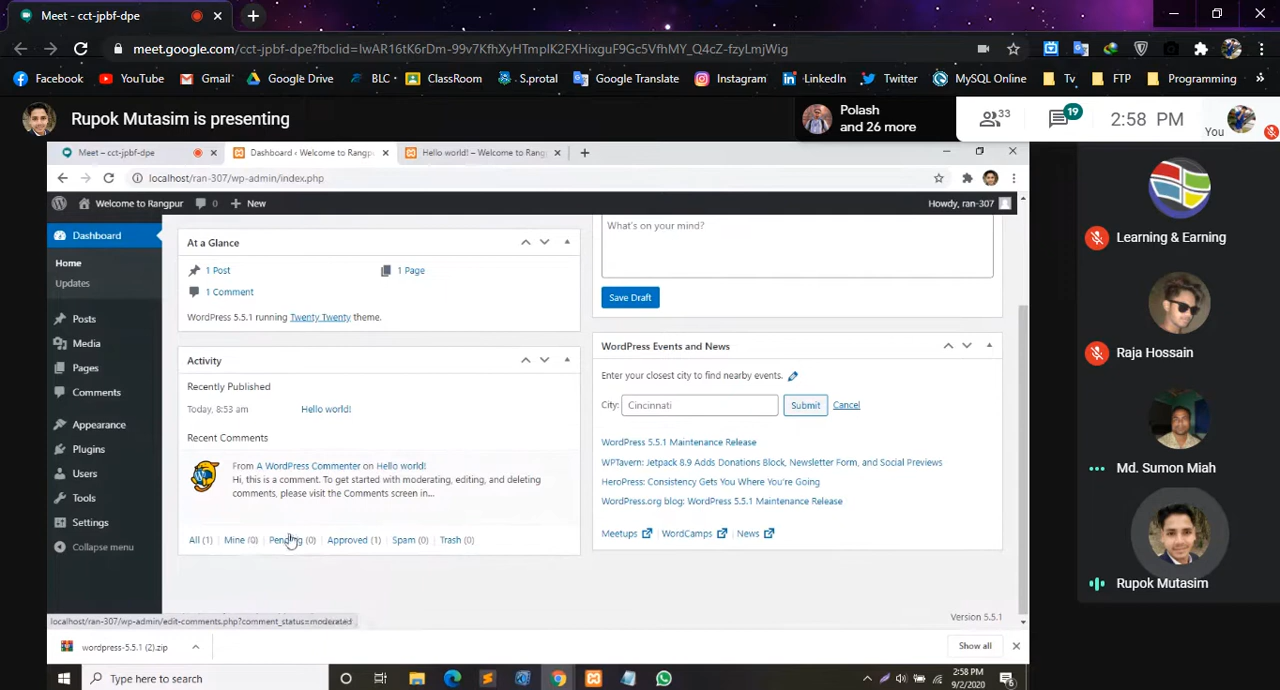 Meet - cct-jpbf-dpe
meet.google.com/cct-jpbf-dpe?fbclid=IwAR16tK6rDm-99v7KfhXyHTmplK2FXHixguF9Gc5VfhMY_Q4cZ-fzyLmjWig
Facebook YouTube Gmail Google Drive BLC ClassRoom S.protal Google Translate Instagram LinkedIn Twitter MySQL Online Tv FTP Programming »
Rupok Mutasim is presenting
Polash
and 26 more
33
19
2:58 PM
You
Meet – cct-jpbf-dpe
Dashboard ‹ Welcome to Rangp
Hello world! – Welcome to Rangp
localhost/ran-307/wp-admin/index.php
Welcome to Rangpur 0 + New Howdy, ran-307
Dashboard
Home
Updates
Posts
Media
Pages
Comments
Appearance
Plugins
Users
Tools
Settings
Collapse menu
At a Glance
1 Post 1 Page
1 Comment
WordPress 5.5.1 running Twenty Twenty theme.
Activity
Recently Published
Today, 8:53 am Hello world!
Recent Comments
From A WordPress Commenter on Hello world!
Hi, this is a comment. To get started with moderating, editing, and deleting
comments, please visit the Comments screen in...
All (1) | Mine (0) | Pending (0) | Approved (1) | Spam (0) | Trash (0)
What's on your mind?
Save Draft
WordPress Events and News
Enter your closest city to find nearby events.
City: Cincinnati Submit Cancel
WordPress 5.5.1 Maintenance Release
WPTavern: Jetpack 8.9 Adds Donations Block, Newsletter Form, and Social Previews
HeroPress: Consistency Gets You Where You're Going
WordPress.org blog: WordPress 5.5.1 Maintenance Release
Meetups | WordCamps | News
Version 5.5.1
localhost/ran-307/wp-admin/edit-comments.php?comment_status=moderated
wordpress-5.5.1 (2).zip
Show all
Type here to search
2:58 PM
9/2/2020
6
Learning & Earning
Raja Hossain
Md. Sumon Miah
Rupok Mutasim